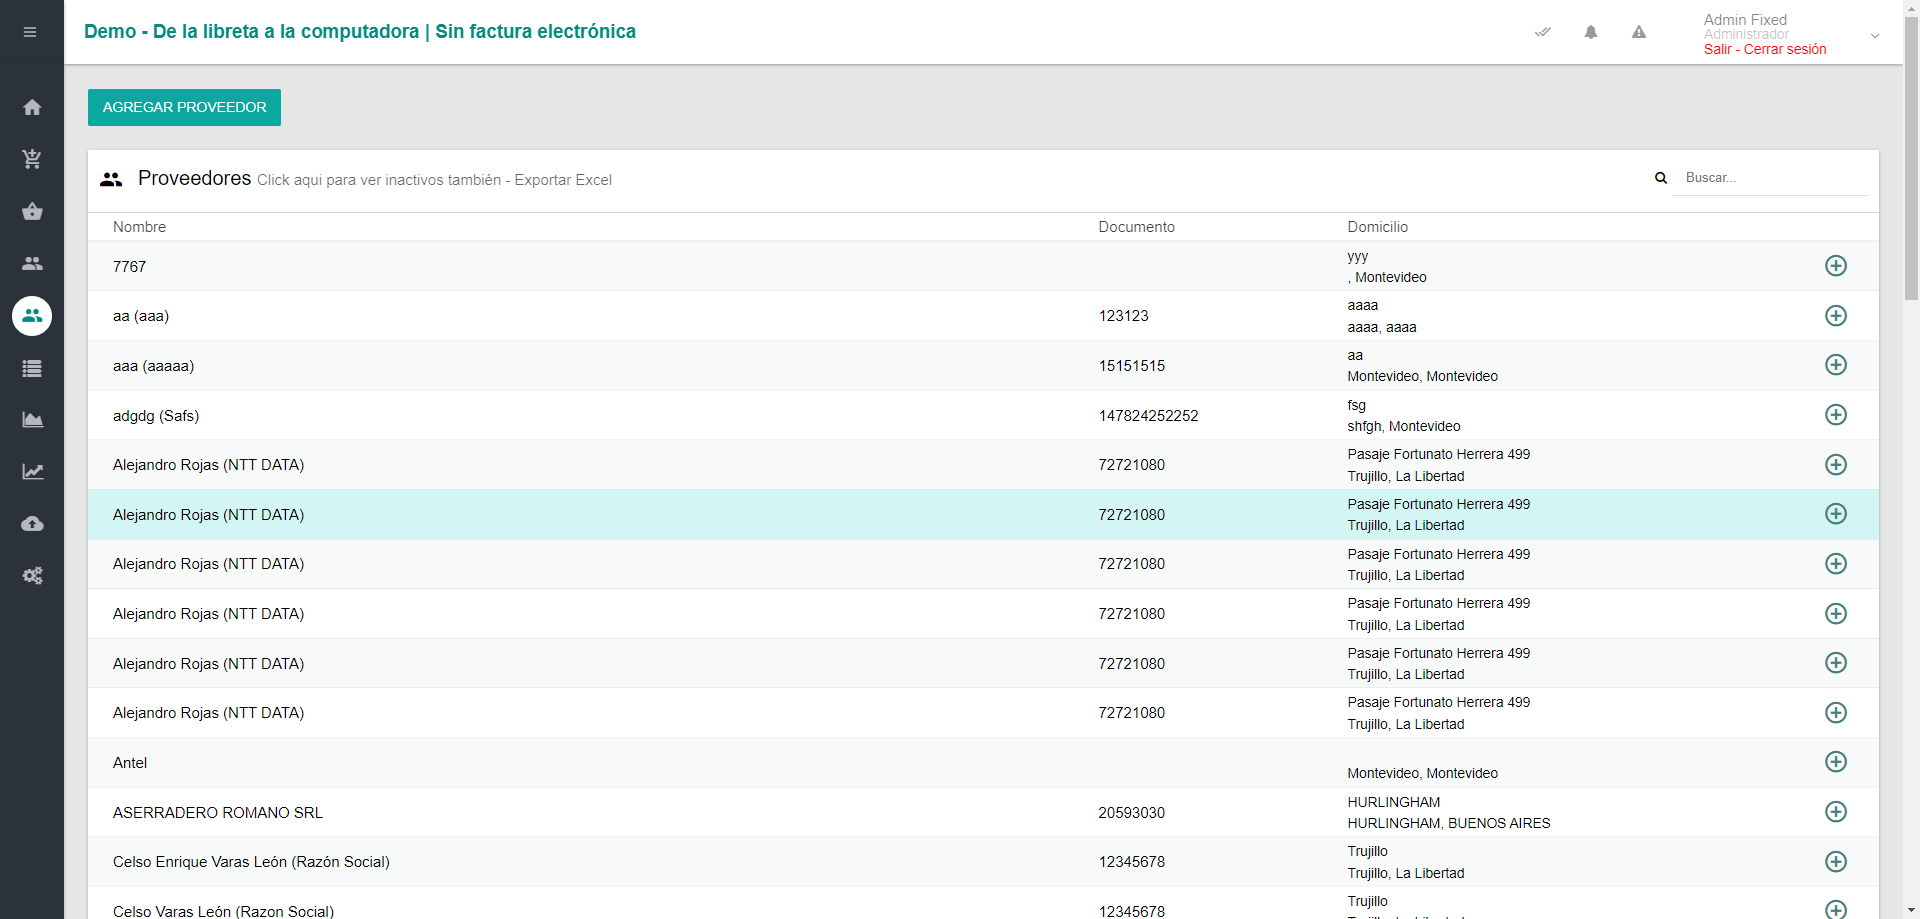 Demo - De la libreta a la computadora | Sin factura electrónica
Admin Fixed
Administrador
Salir - Cerrar sesión
AGREGAR PROVEEDOR
Proveedores Click aqui para ver inactivos también - Exportar Excel
Buscar...
Nombre Documento Domicilio
7767 yyy
, Montevideo
aa (aaa) 123123 aaaa
aaaa, aaaa
aaa (aaaaa) 15151515 aa
Montevideo, Montevideo
adgdg (Safs) 147824252252 fsg
shfgh, Montevideo
Alejandro Rojas (NTT DATA) 72721080 Pasaje Fortunato Herrera 499
Trujillo, La Libertad
Alejandro Rojas (NTT DATA) 72721080 Pasaje Fortunato Herrera 499
Trujillo, La Libertad
Alejandro Rojas (NTT DATA) 72721080 Pasaje Fortunato Herrera 499
Trujillo, La Libertad
Alejandro Rojas (NTT DATA) 72721080 Pasaje Fortunato Herrera 499
Trujillo, La Libertad
Alejandro Rojas (NTT DATA) 72721080 Pasaje Fortunato Herrera 499
Trujillo, La Libertad
Alejandro Rojas (NTT DATA) 72721080 Pasaje Fortunato Herrera 499
Trujillo, La Libertad
Antel
Montevideo, Montevideo
ASERRADERO ROMANO SRL 20593030 HURLINGHAM
HURLINGHAM, BUENOS AIRES
Celso Enrique Varas León (Razón Social) 12345678 Trujillo
Trujillo, La Libertad
Celso Varas León (Razon Social) 12345678 Trujillo